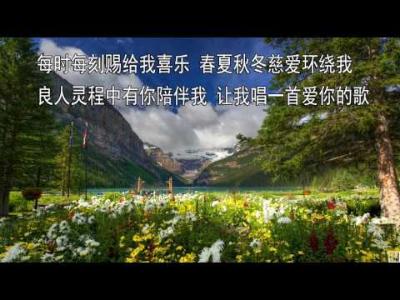 每时每刻赐给我喜乐 春夏秋冬慈爱环绕我
良人灵程中有你陪伴我 让我唱一首爱你的歌